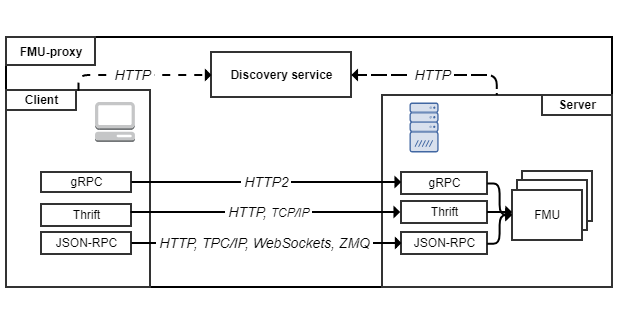 FMU-proxy
HTTP
Discovery service
HTTP
Client
Server
gRPC
HTTP2
gRPC
Thrift
HTTP, TCP/IP
Thrift
FMU
JSON-RPC
HTTP, TPC/IP, WebSockets, ZMQ
JSON-RPC